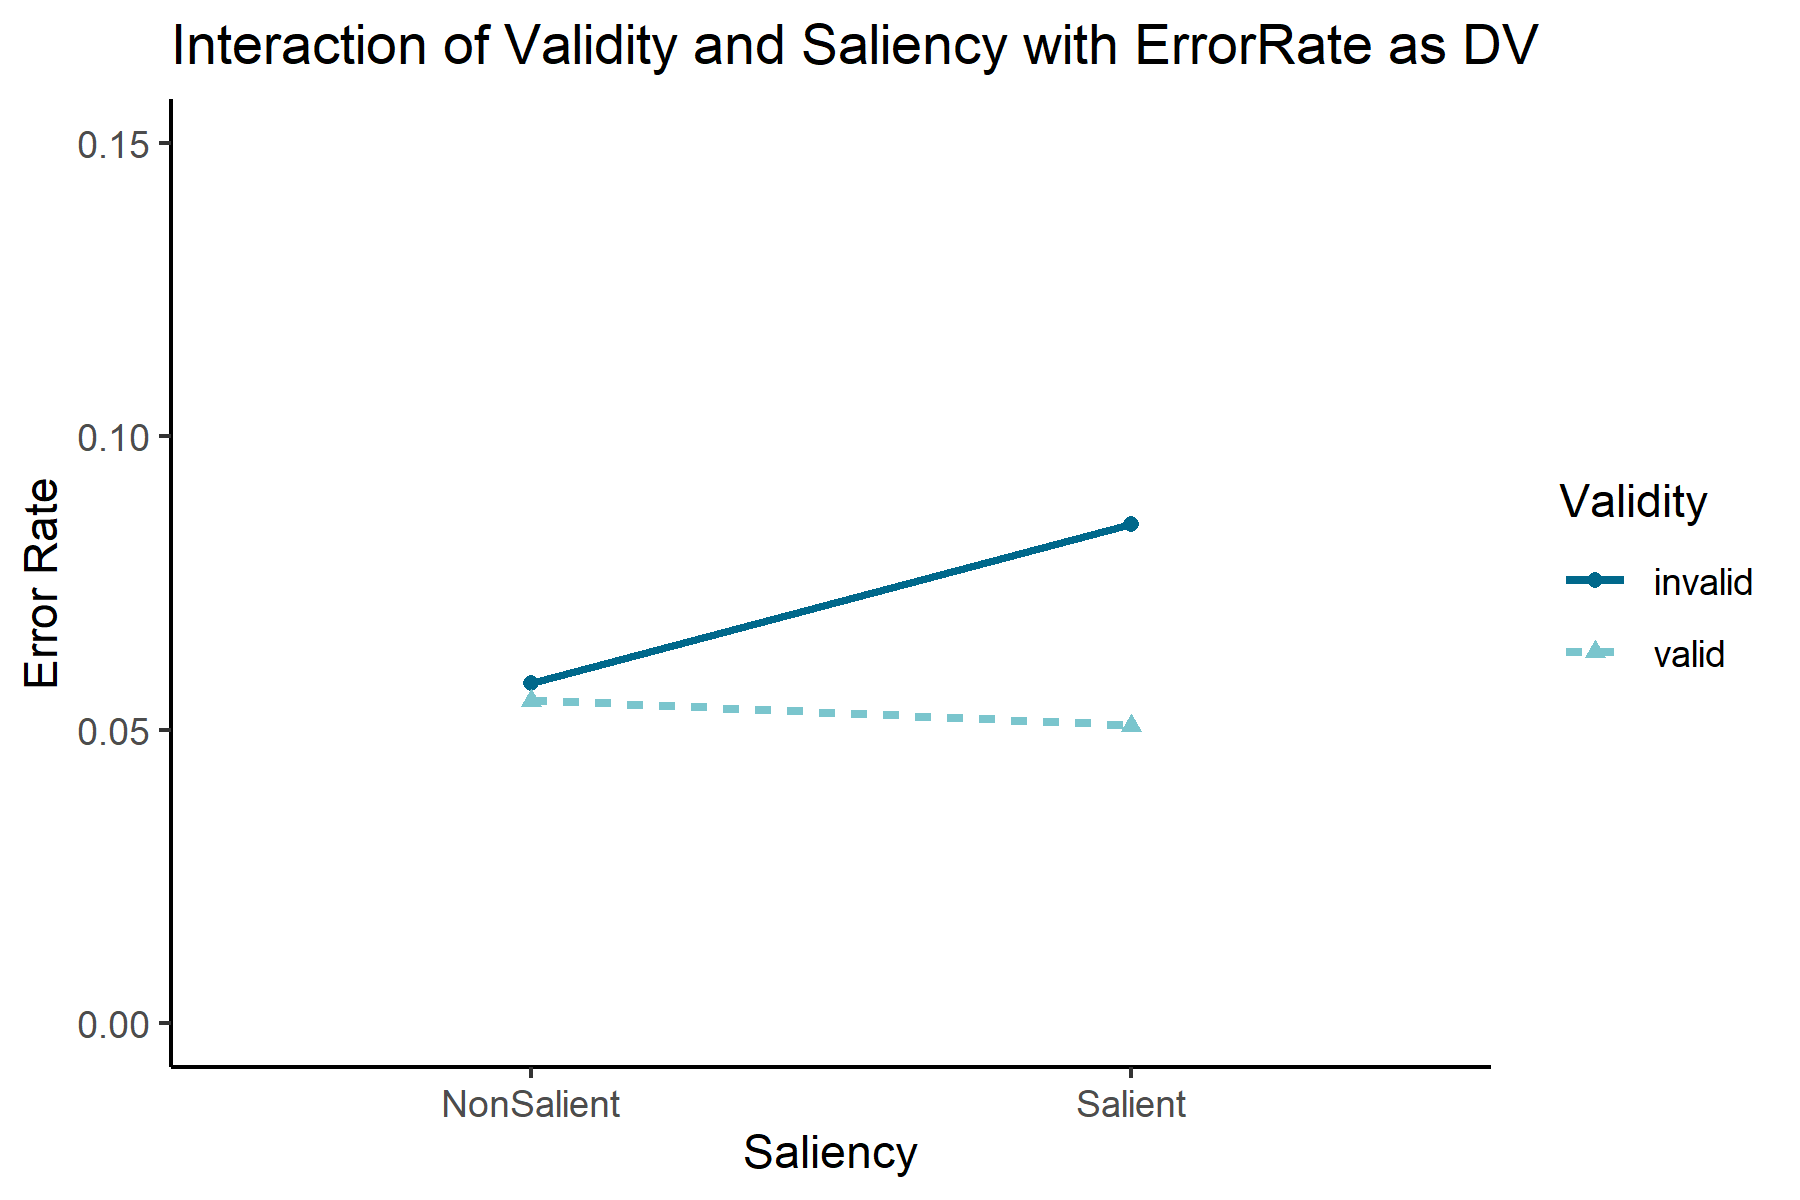 Interaction of Validity and Saliency with ErrorRate as DV
0.15
0.10
0.05
0.00
Error Rate
NonSalient
Salient
Saliency
Validity
invalid
valid